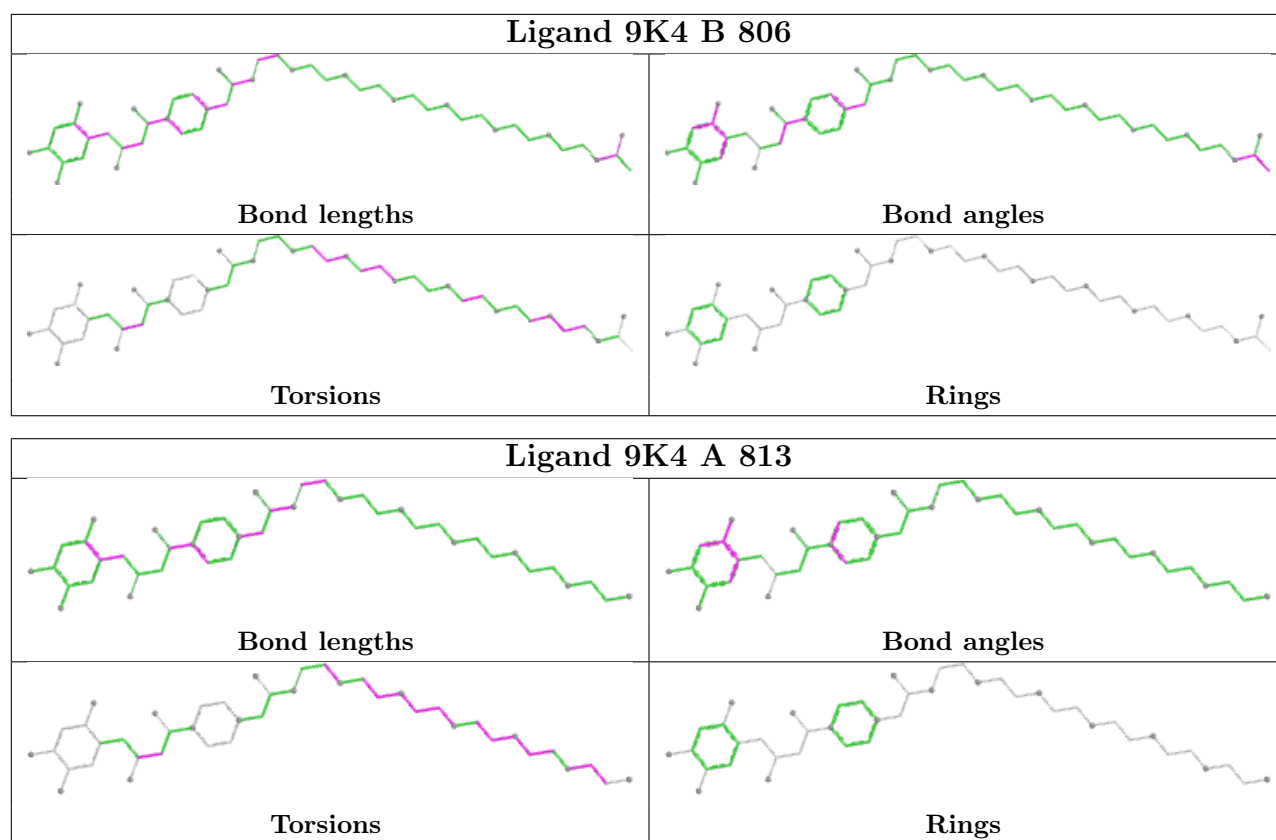 Ligand 9K4 B 806
Bond lengths
Bond angles
Torsions
Rings
Ligand 9K4 A 813
Bond lengths
Bond angles
Torsions
Rings